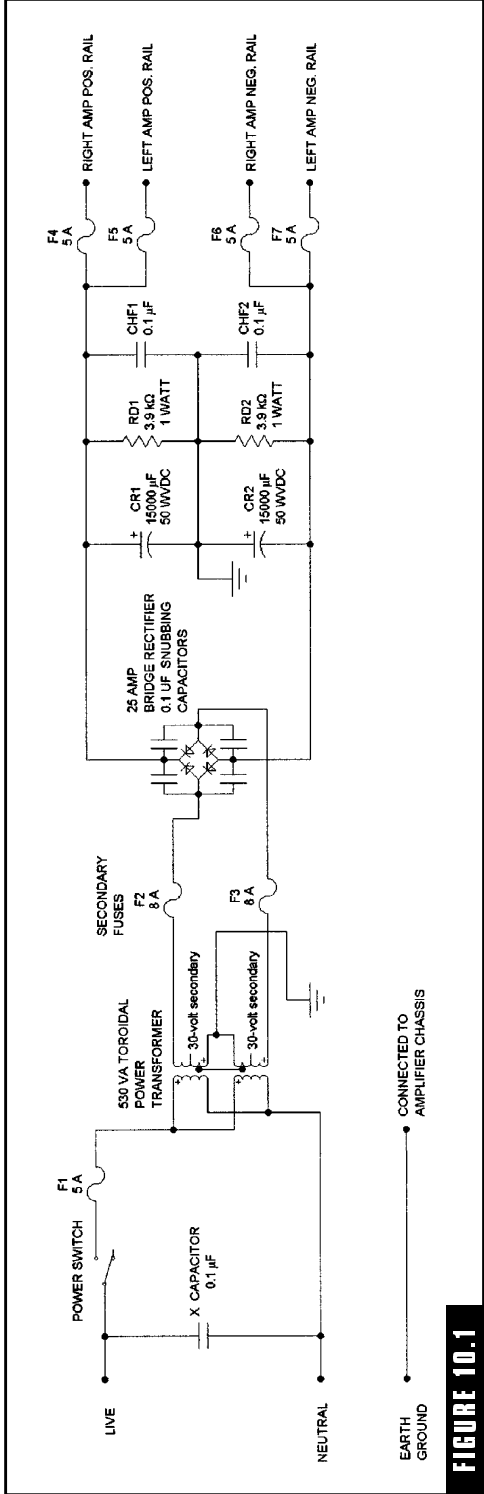 LIVE
NEUTRAL
EARTH
GROUND
CONNECTED TO
AMPLIFIER CHASSIS
POWER SWITCH
F1
5 A
X CAPACITOR
0.1 µF
530 VA TOROIDAL
POWER
TRANSFORMER
+
+
+
+
30-volt secondary
30-volt secondary
SECONDARY
FUSES
F2
8 A
F3
8 A
25 AMP
BRIDGE RECTIFIER
0.1 UF SNUBBING
CAPACITORS
+
CR1
15000 µF
50 WVDC
+
CR2
15000 µF
50 WVDC
RD1
3.9 kΩ
1 WATT
RD2
3.9 kΩ
1 WATT
CHF1
0.1 µF
CHF2
0.1 µF
F4
5 A
F5
5 A
F6
5 A
F7
5 A
RIGHT AMP POS. RAIL
LEFT AMP POS. RAIL
RIGHT AMP NEG. RAIL
LEFT AMP NEG. RAIL
FIGURE 10.1